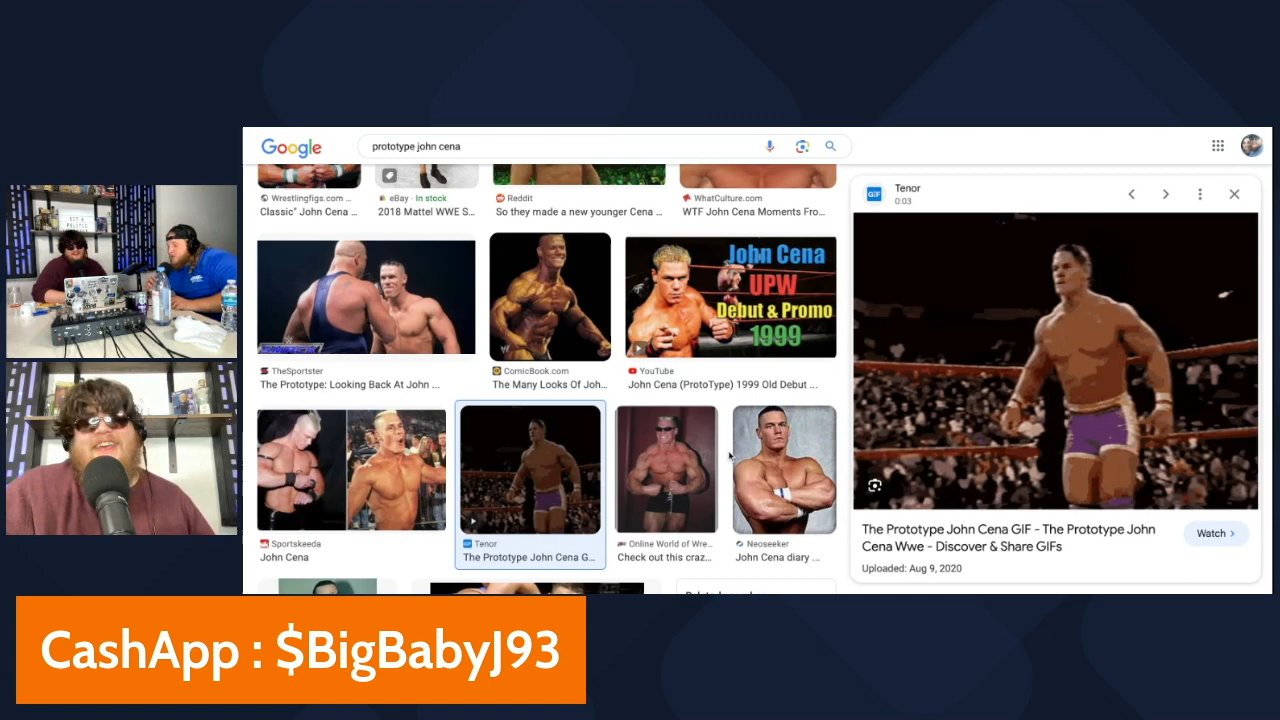 Google
prototype john cena
Wrestlingfigs.com ...
Classic" John Cena ...
eBay · In stock
2018 Mattel WWE S...
Reddit
So they made a new younger Cena ...
WhatCulture.com
WTF John Cena Moments Fro...
GIF
Tenor
0:03
John Cena
UPW
Debut & Promo
1999
TheSportster
The Prototype: Looking Back At John ...
ComicBook.com
The Many Looks Of Joh...
YouTube
John Cena (ProtoType) 1999 Old Debut ...
Sportskeeda
John Cena
Tenor
The Prototype John Cena G...
Online World of Wre...
Check out this craz...
Neoseeker
John Cena diary ...
The Prototype John Cena GIF - The Prototype John
Cena Wwe - Discover & Share GIFs
Watch
Uploaded: Aug 9, 2020
CashApp : $BigBabyJ93